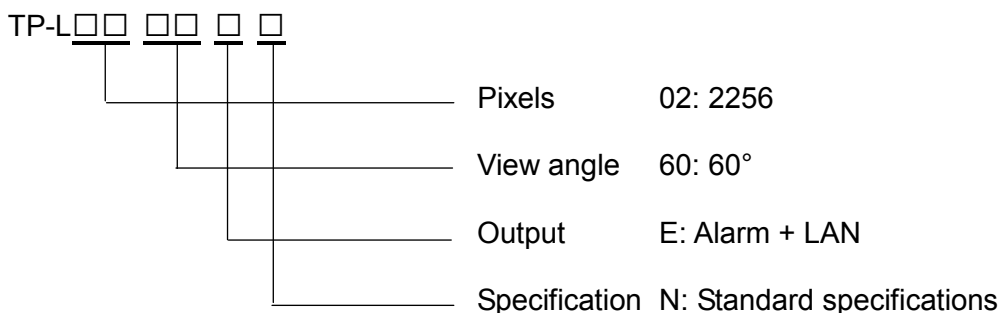 TP-L□□ □□ □ □
Pixels 02: 2256
View angle 60: 60°
Output E: Alarm + LAN
Specification N: Standard specifications